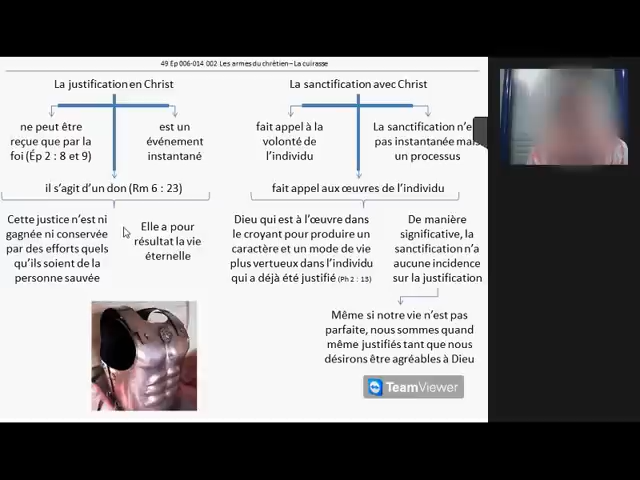 49 Ep 006-014 002 Les armes du chrétien – La cuirasse
La justification en Christ
ne peut être
reçue que par la
foi (Ép 2 : 8 et 9)
est un
événement
instantané
il s'agit d'un don (Rm 6 : 23)
Cette justice n'est ni
gagnée ni conservée
par des efforts quels
qu'ils soient de la
personne sauvée
Elle a pour
résultat la vie
éternelle
La sanctification avec Christ
fait appel à la
volonté de
l'individu
La sanctification n'e
pas instantanée mais
un processus
fait appel aux œuvres de l'individu
Dieu qui est à l'œuvre dans
le croyant pour produire un
caractère et un mode de vie
plus vertueux dans l'individu
qui a déjà été justifié (Ph 2 : 13)
De manière
significative, la
sanctification n'a
aucune incidence
sur la justification
Même si notre vie n'est pas
parfaite, nous sommes quand
même justifiés tant que nous
désirons être agréables à Dieu
TeamViewer